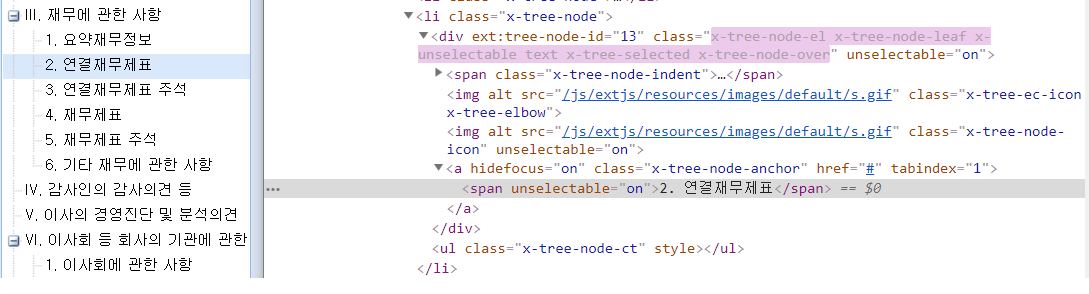 III. 재무에 관한 사항
1. 요약재무정보
2. 연결재무제표
3. 연결재무제표 주석
4. 재무제표
5. 재무제표 주석
6. 기타 재무에 관한 사항
IV. 감사인의 감사의견 등
V. 이사의 경영진단 및 분석의견
VI. 이사회 등 회사의 기관에 관한
1. 이사회에 관한 사항
<li class="x-tree-node">
<div ext:tree-node-id="13" class="x-tree-node-el x-tree-node-leaf x-
unselectable text x-tree-selected x-tree-node-over" unselectable="on">
<span class="x-tree-node-indent">…</span>
<img alt src="/js/extjs/resources/images/default/s.gif" class="x-tree-ec-icon
x-tree-elbow">
<img alt src="/js/extjs/resources/images/default/s.gif" class="x-tree-node-
icon" unselectable="on">
<a hidefocus="on" class="x-tree-node-anchor" href="#" tabindex="1">
<span unselectable="on">2. 연결재무제표</span> == $0
</a>
</div>
<ul class="x-tree-node-ct" style></ul>
</li>